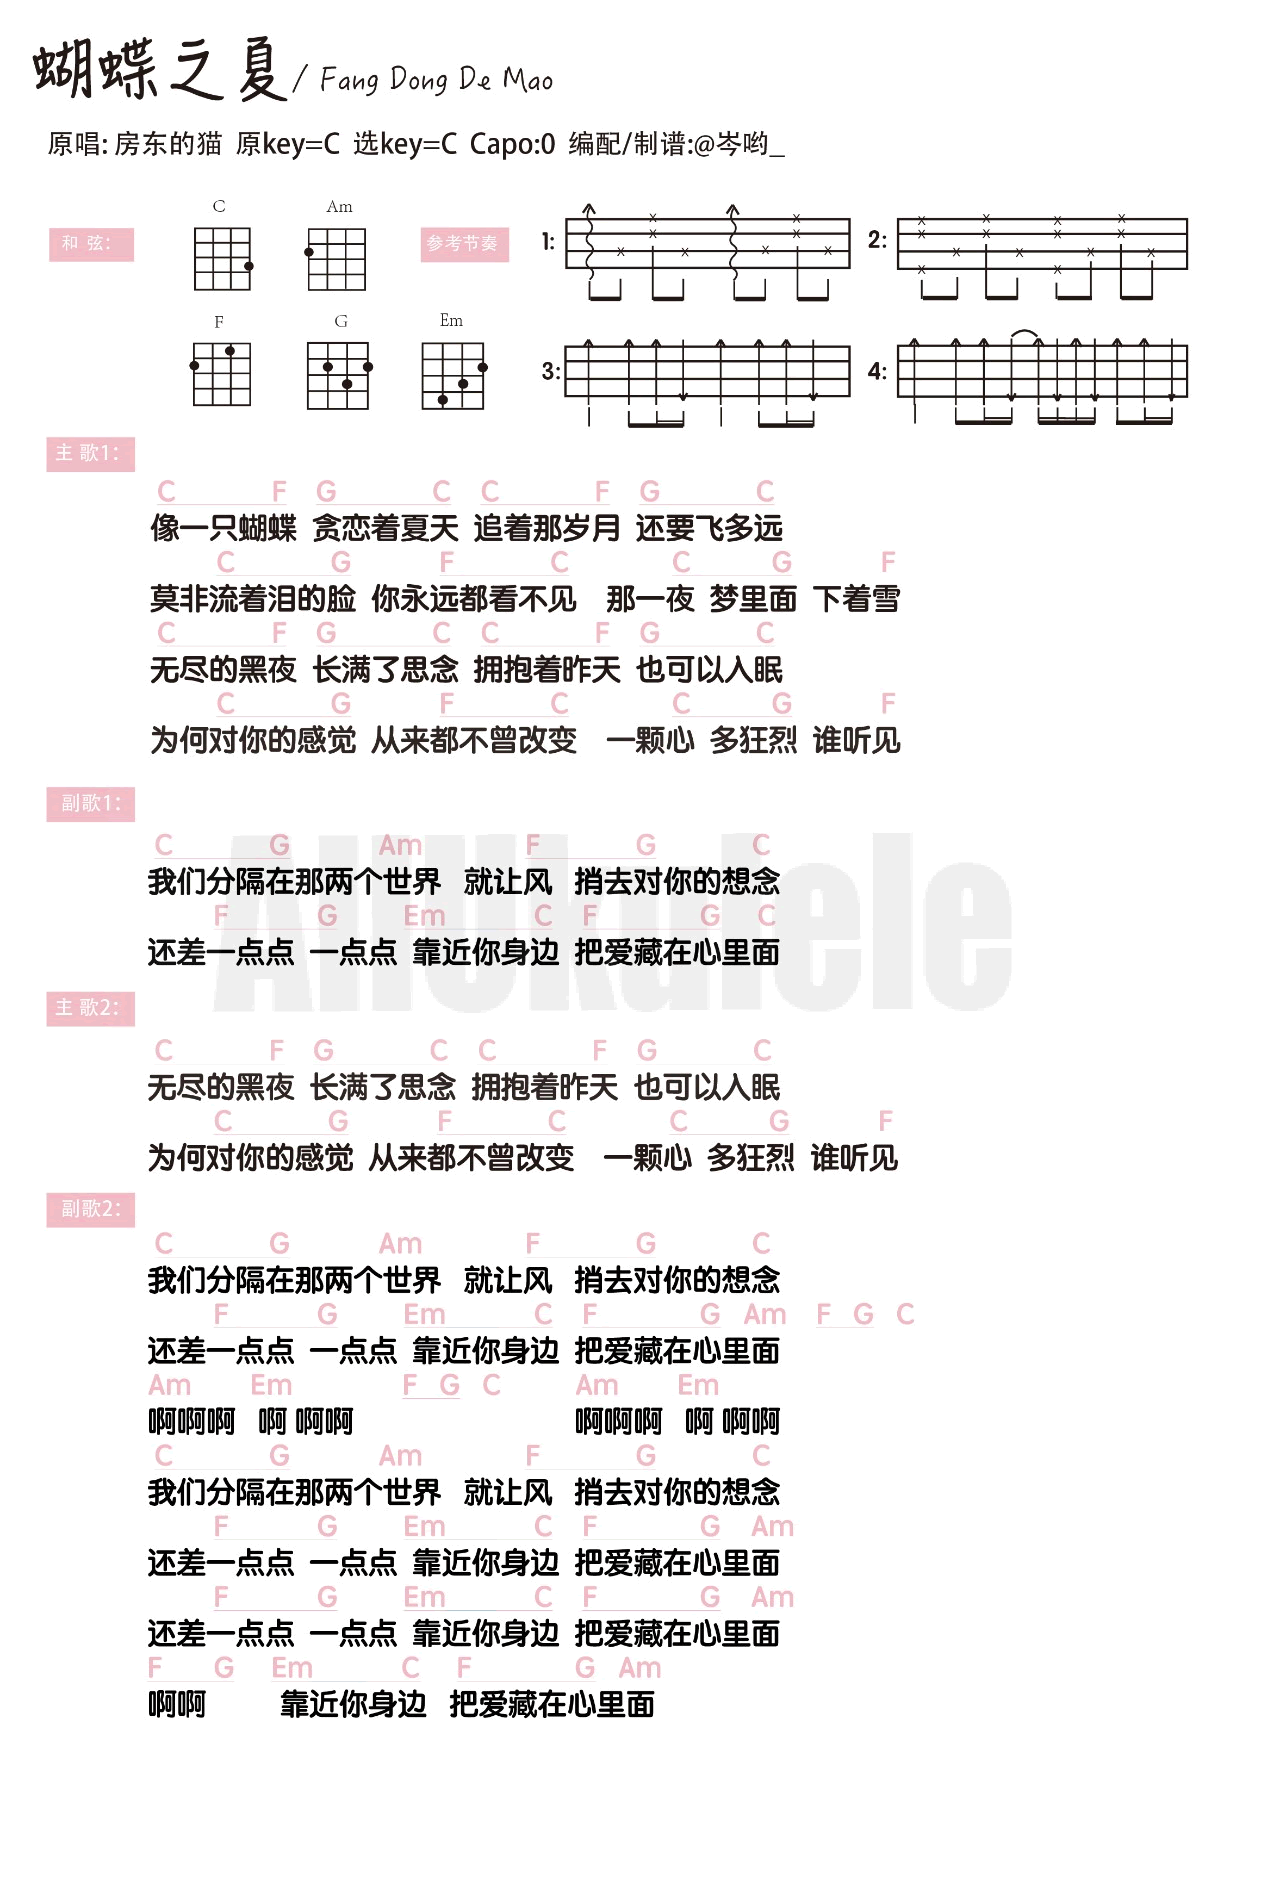 蝴蝶之夏/ Fang Dong De Mao
原唱: 房东的猫 原key=C 选key=C Capo:0 编配/制谱:@岑哟_
和 弦: C Am 参考节奏 1: 2:
F G Em 3: 4:
主 歌1:
C F G C C F G C
像一只蝴蝶 贪恋着夏天 追着那岁月 还要飞多远
C G F C C G F
莫非流着泪的脸 你永远都看不见 那一夜 梦里面 下着雪
C F G C C F G C
无尽的黑夜 长满了思念 拥抱着昨天 也可以入眠
C G F C C G F
为何对你的感觉 从来都不曾改变 一颗心 多狂烈 谁听见
副歌1:
C G Am F G C
我们分隔在那两个世界 就让风 捎去对你的想念
F G Em C F G C
还差一点点 一点点 靠近你身边 把爱藏在心里面
AllUkulele
主 歌2:
C F G C C F G C
无尽的黑夜 长满了思念 拥抱着昨天 也可以入眠
C G F C C G F
为何对你的感觉 从来都不曾改变 一颗心 多狂烈 谁听见
副歌2:
C G Am F G C
我们分隔在那两个世界 就让风 捎去对你的想念
F G Em C F G Am F G C
还差一点点 一点点 靠近你身边 把爱藏在心里面
Am Em F G C Am Em
啊啊啊 啊 啊啊 啊啊啊 啊 啊啊
C G Am F G C
我们分隔在那两个世界 就让风 捎去对你的想念
F G Em C F G Am
还差一点点 一点点 靠近你身边 把爱藏在心里面
F G Em C F G Am
还差一点点 一点点 靠近你身边 把爱藏在心里面
F G Em C F G Am
啊啊 靠近你身边 把爱藏在心里面